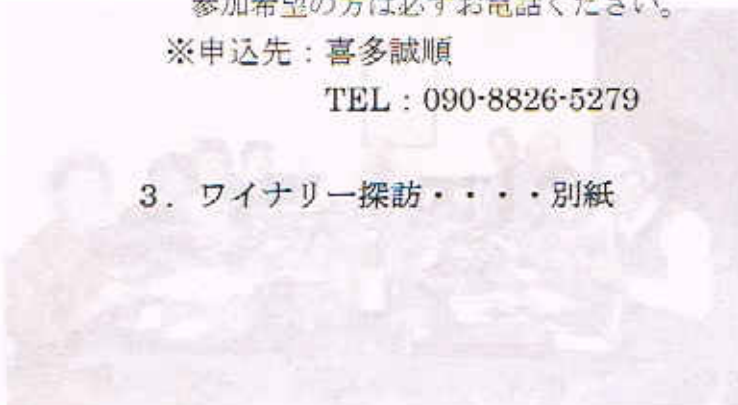 参加希望の方は必ずお電話ください。
※申込先：喜多誠順
TEL：090-8826-5279
3．ワイナリー探訪・・・・別紙